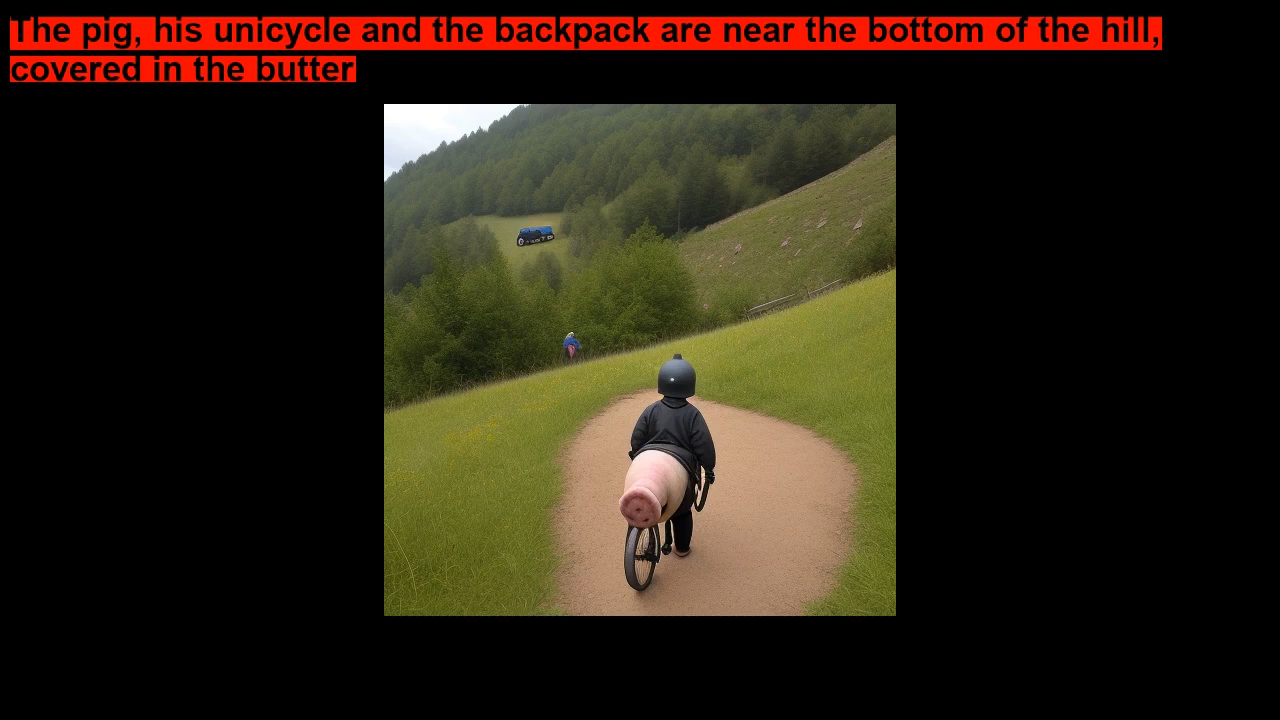 The pig, his unicycle and the backpack are near the bottom of the hill,
covered in the butter